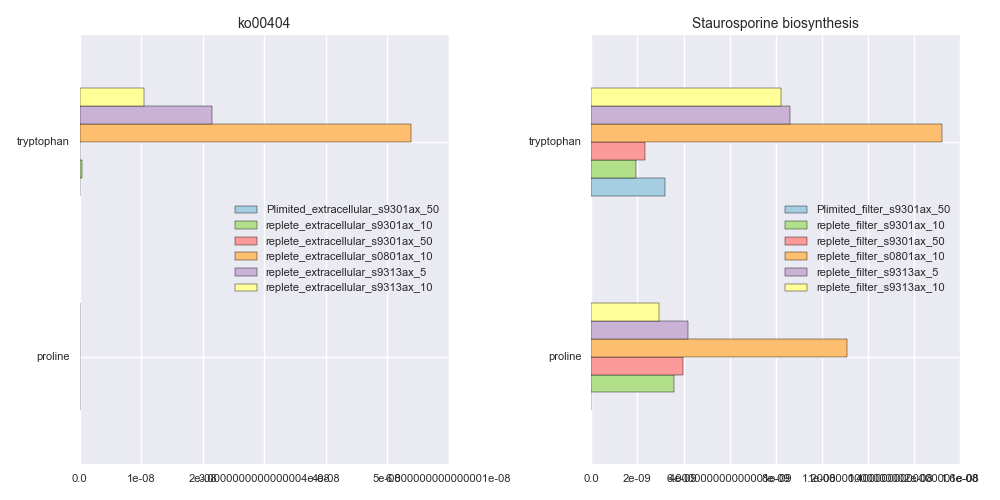 ko00404
Staurosporine biosynthesis
tryptophan
proline
Plimited_extracellular_s9301ax_50
replete_extracellular_s9301ax_10
replete_extracellular_s9301ax_50
replete_extracellular_s0801ax_10
replete_extracellular_s9313ax_5
replete_extracellular_s9313ax_10
0.0 1e-08
tryptophan
proline
Plimited_filter_s9301ax_50
replete_filter_s9301ax_10
replete_filter_s9301ax_50
replete_filter_s0801ax_10
replete_filter_s9313ax_5
replete_filter_s9313ax_10
0.0 2e-09